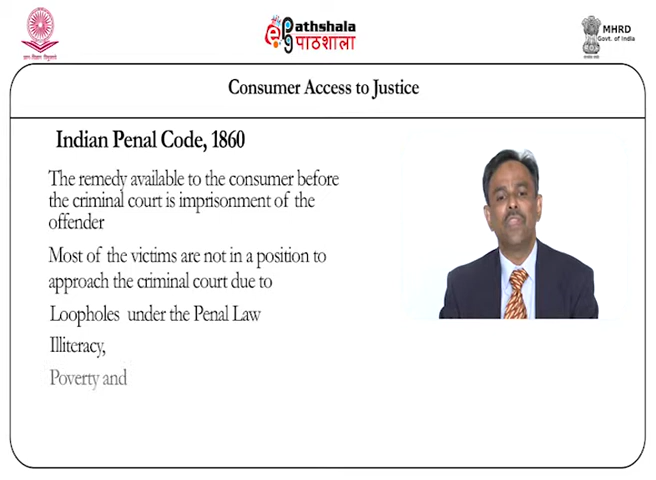 Pathshala
पाठशाला
MHRD
Govt. of India
Consumer Access to Justice
Indian Penal Code, 1860
The remedy available to the consumer before
the criminal court is imprisonment of the
offender
Most of the victims are not in a position to
approach the criminal court due to
Loopholes under the Penal Law
Illiteracy,
Poverty and